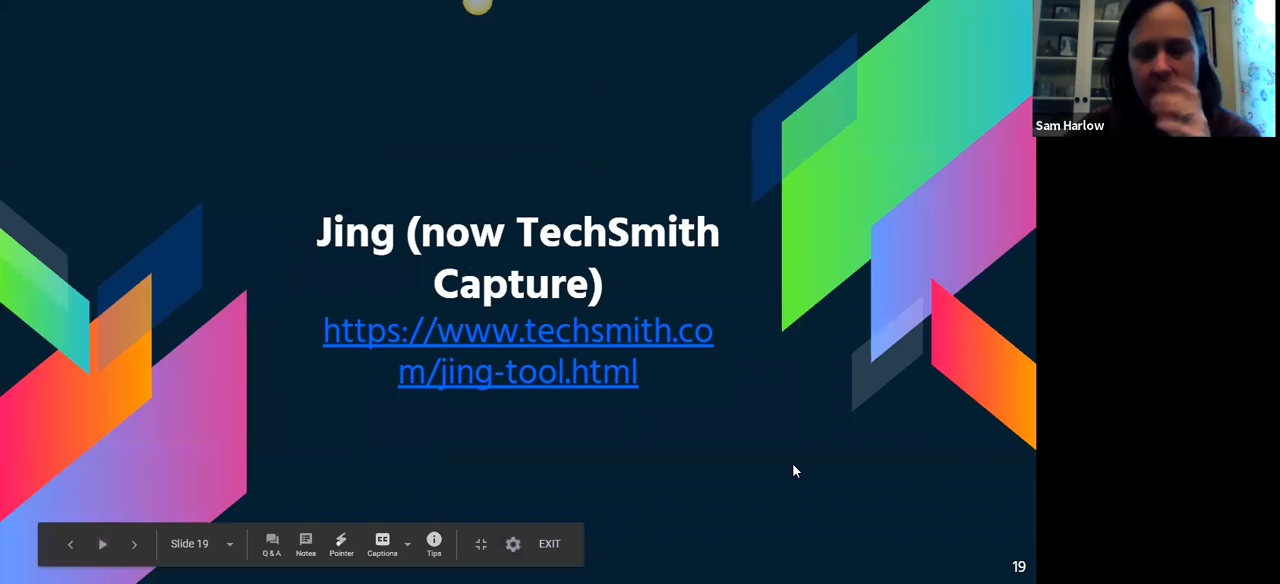 Sam Harlow
Jing (now TechSmith
Capture)
https://www.techsmith.co
m/jing-tool.html
Slide 19
Q & A
Notes
Pointer
Captions
Tips
EXIT
19